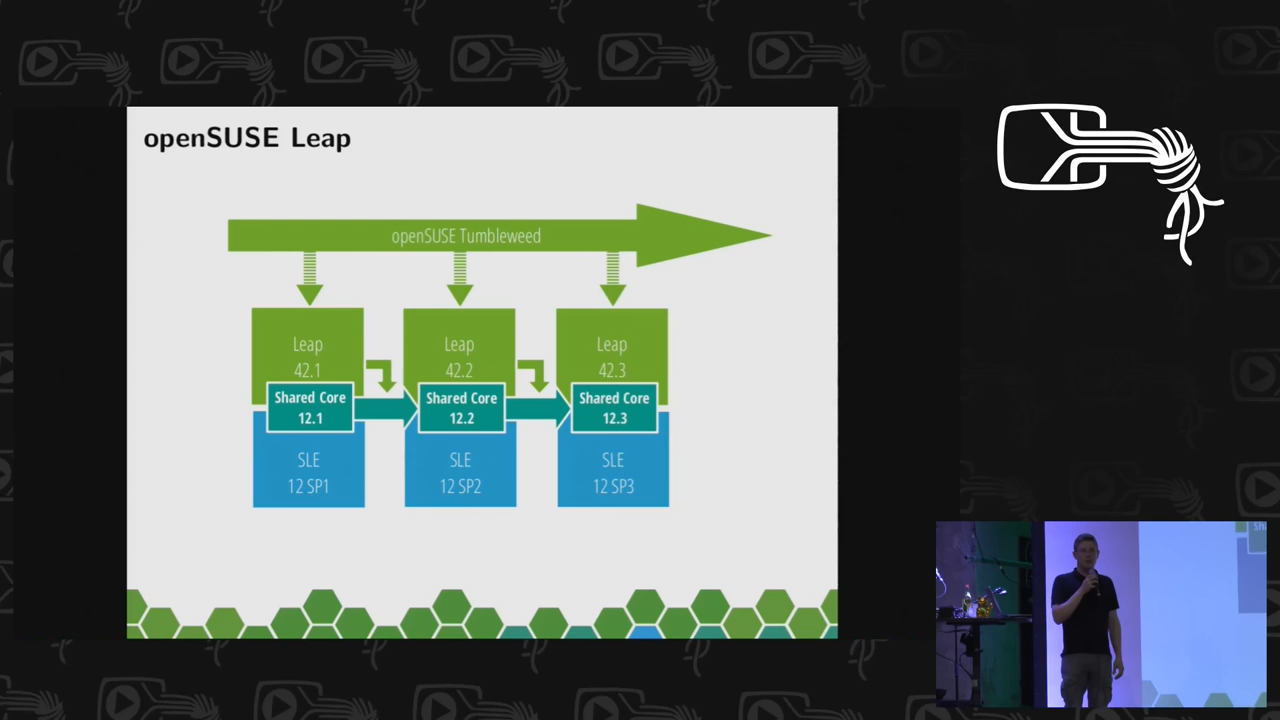 openSUSE Leap
openSUSE Tumbleweed
Leap
42.1
Leap
42.2
Leap
42.3
Shared Core
12.1
Shared Core
12.2
Shared Core
12.3
SLE
12 SP1
SLE
12 SP2
SLE
12 SP3